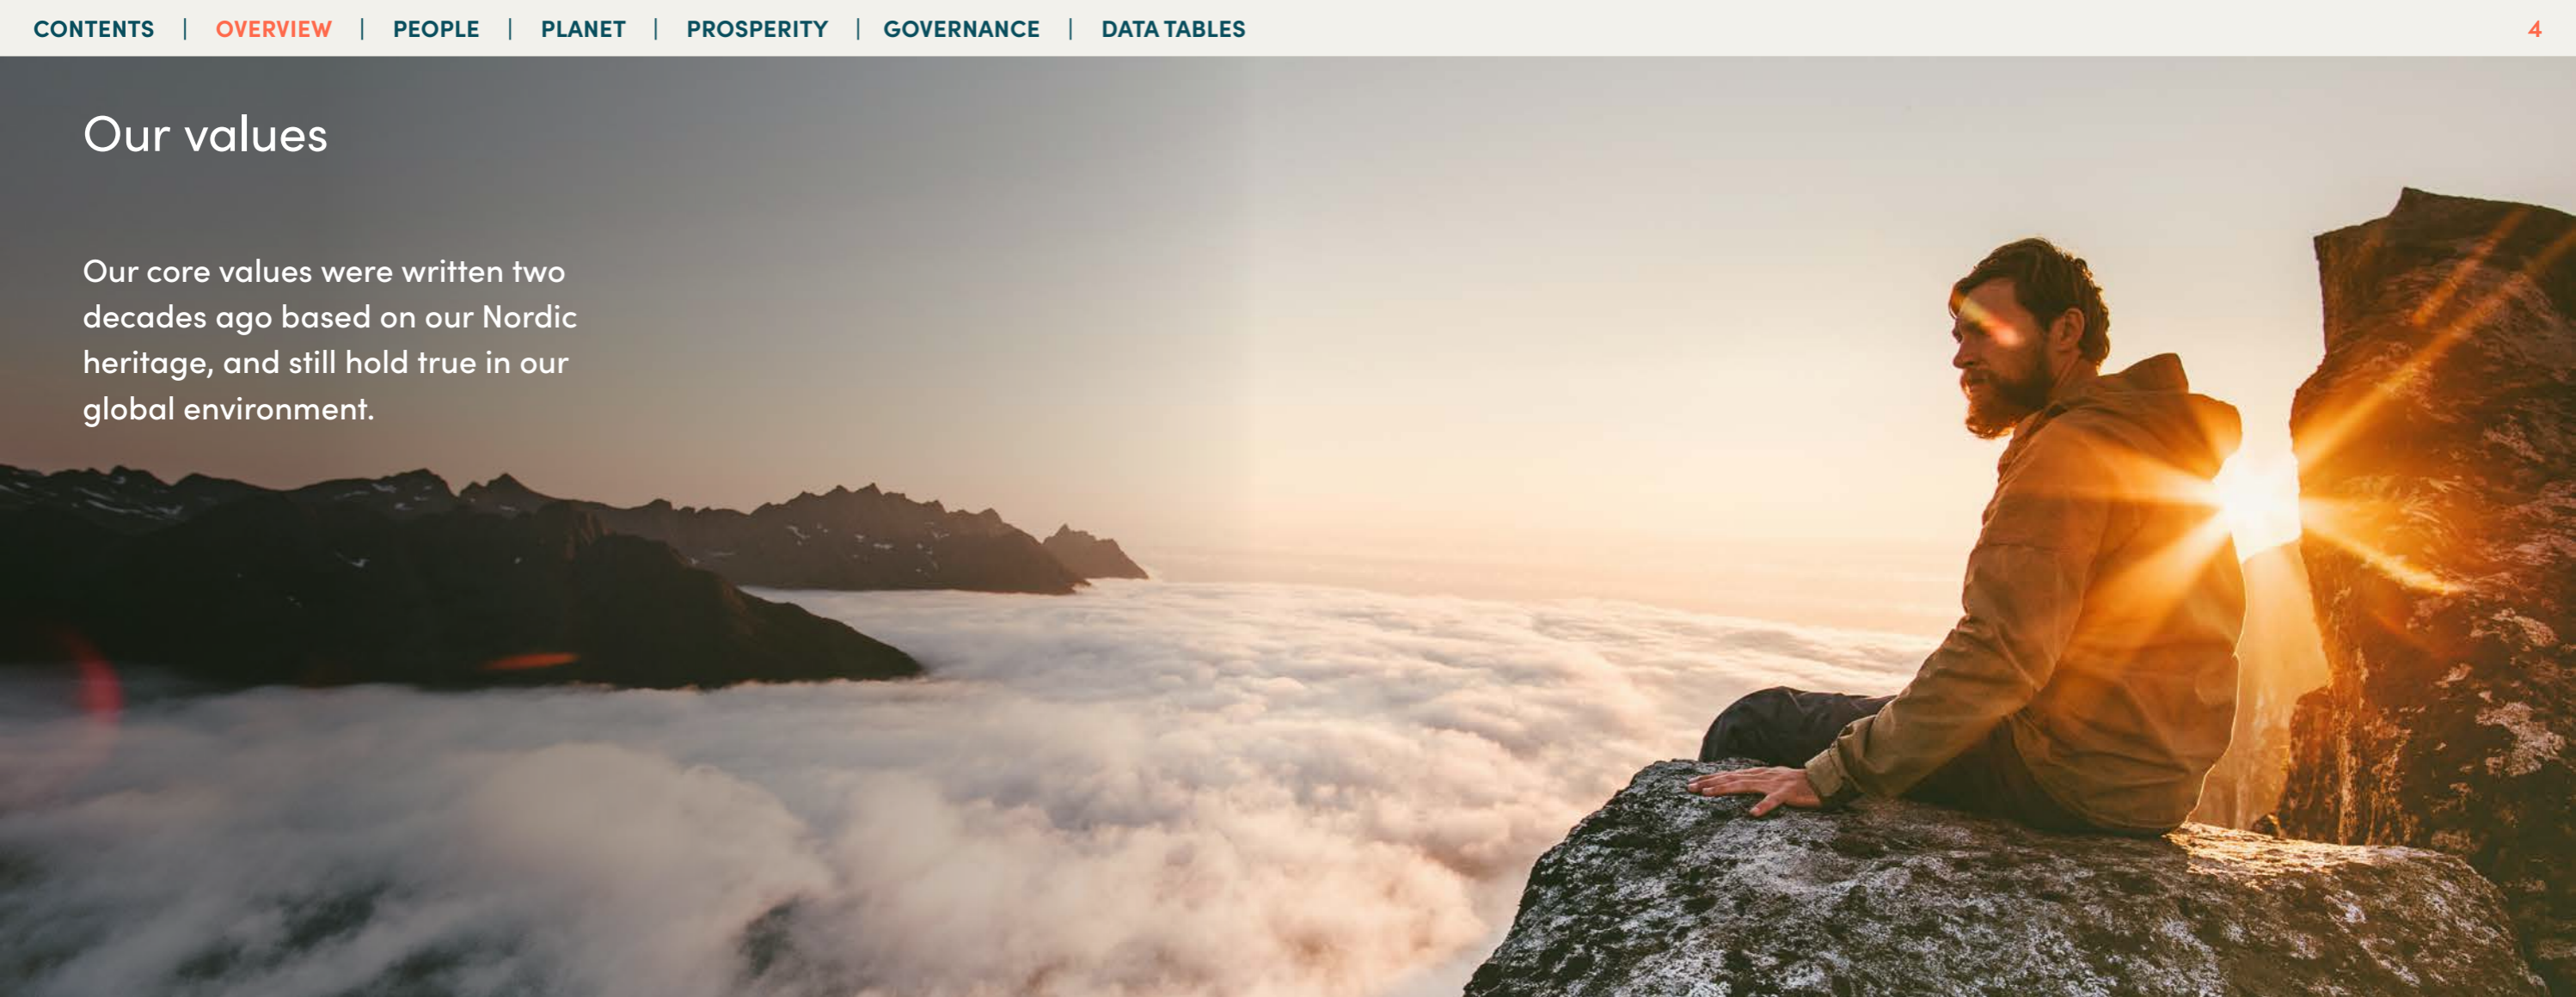 CONTENTS | OVERVIEW | PEOPLE | PLANET | PROSPERITY | GOVERNANCE | DATA TABLES 4
Our values
Our core values were written two
decades ago based on our Nordic
heritage, and still hold true in our
global environment.